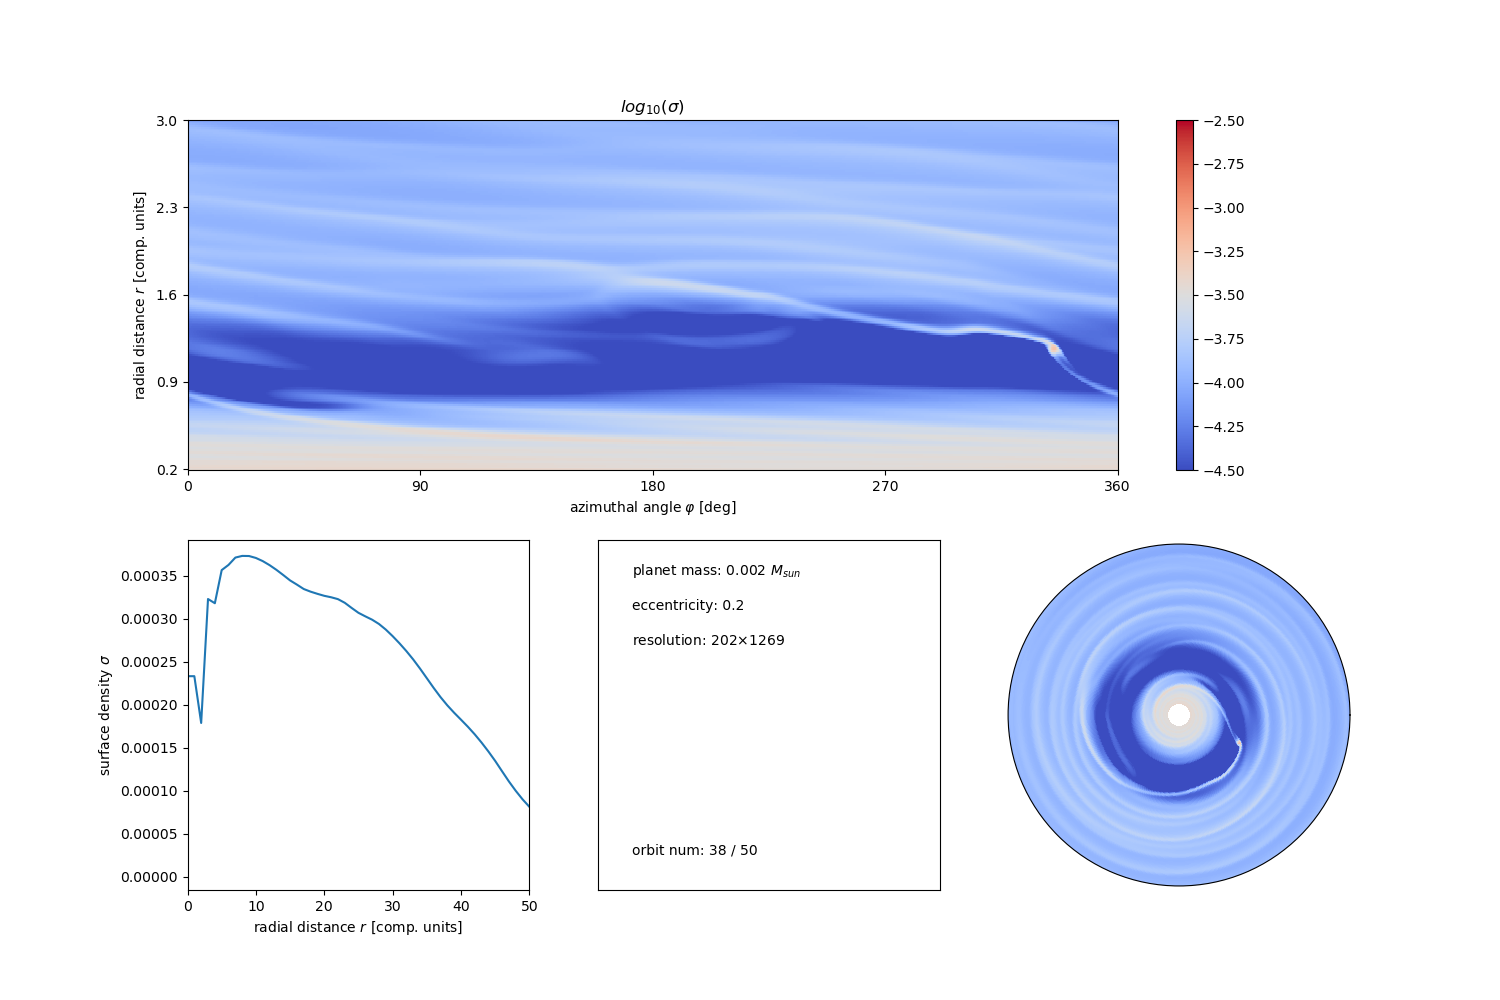 log₁₀(σ)
3.0
2.3
1.6
0.9
0.2
radial distance r [comp. units]
0 90 180 270 360
azimuthal angle φ [deg]
−2.50
−2.75
−3.00
−3.25
−3.50
−3.75
−4.00
−4.25
−4.50
0.00035
0.00030
0.00025
0.00020
0.00015
0.00010
0.00005
0.00000
surface density σ
0 10 20 30 40 50
radial distance r [comp. units]
planet mass: 0.002 M_sun
eccentricity: 0.2
resolution: 202×1269
orbit num: 38 / 50